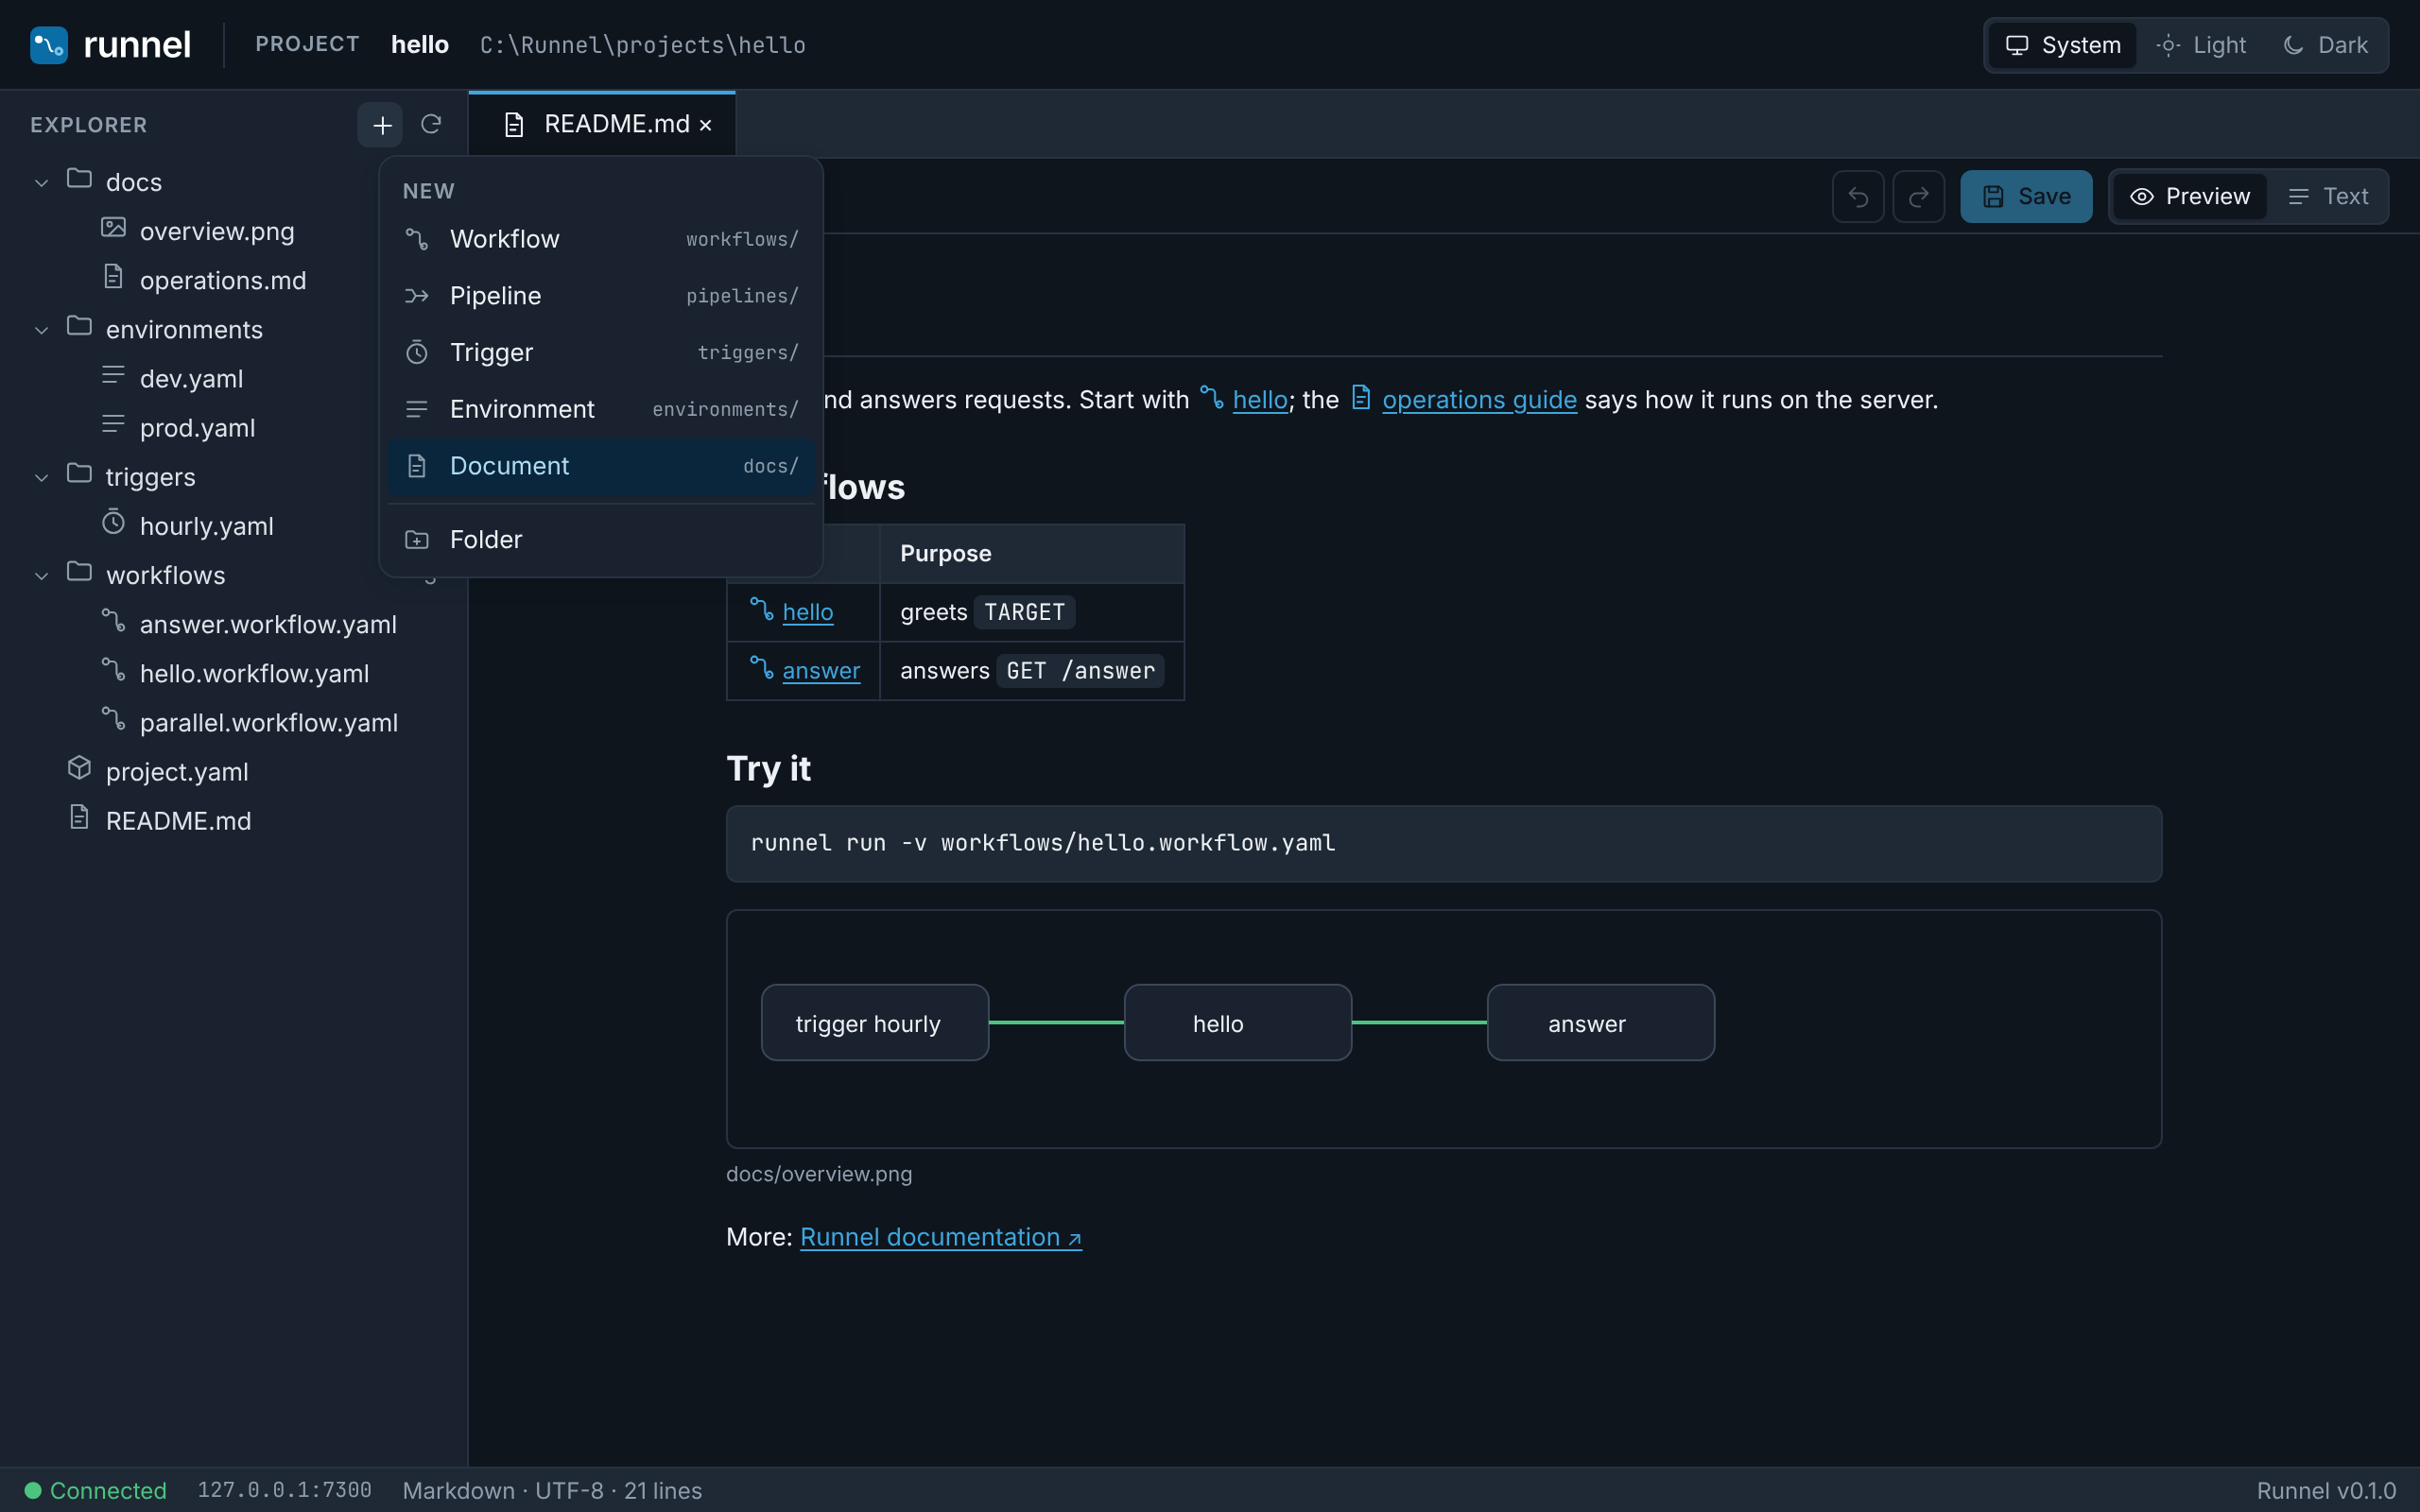 runnel PROJECT hello C:\Runnel\projects\hello System Light Dark
EXPLORER
README.md ×
docs
overview.png
operations.md
environments
dev.yaml
prod.yaml
triggers
hourly.yaml
workflows
answer.workflow.yaml
hello.workflow.yaml
parallel.workflow.yaml
project.yaml
README.md
NEW
Workflow workflows/
Pipeline pipelines/
Trigger triggers/
Environment environments/
Document docs/
Folder
Save Preview Text
answers requests. Start with hello; the operations guide says how it runs on the server.
Purpose
hello greets TARGET
answer answers GET /answer
Try it
runnel run -v workflows/hello.workflow.yaml
trigger hourly hello answer
docs/overview.png
More: Runnel documentation ↗
Connected 127.0.0.1:7300 Markdown · UTF-8 · 21 lines Runnel v0.1.0